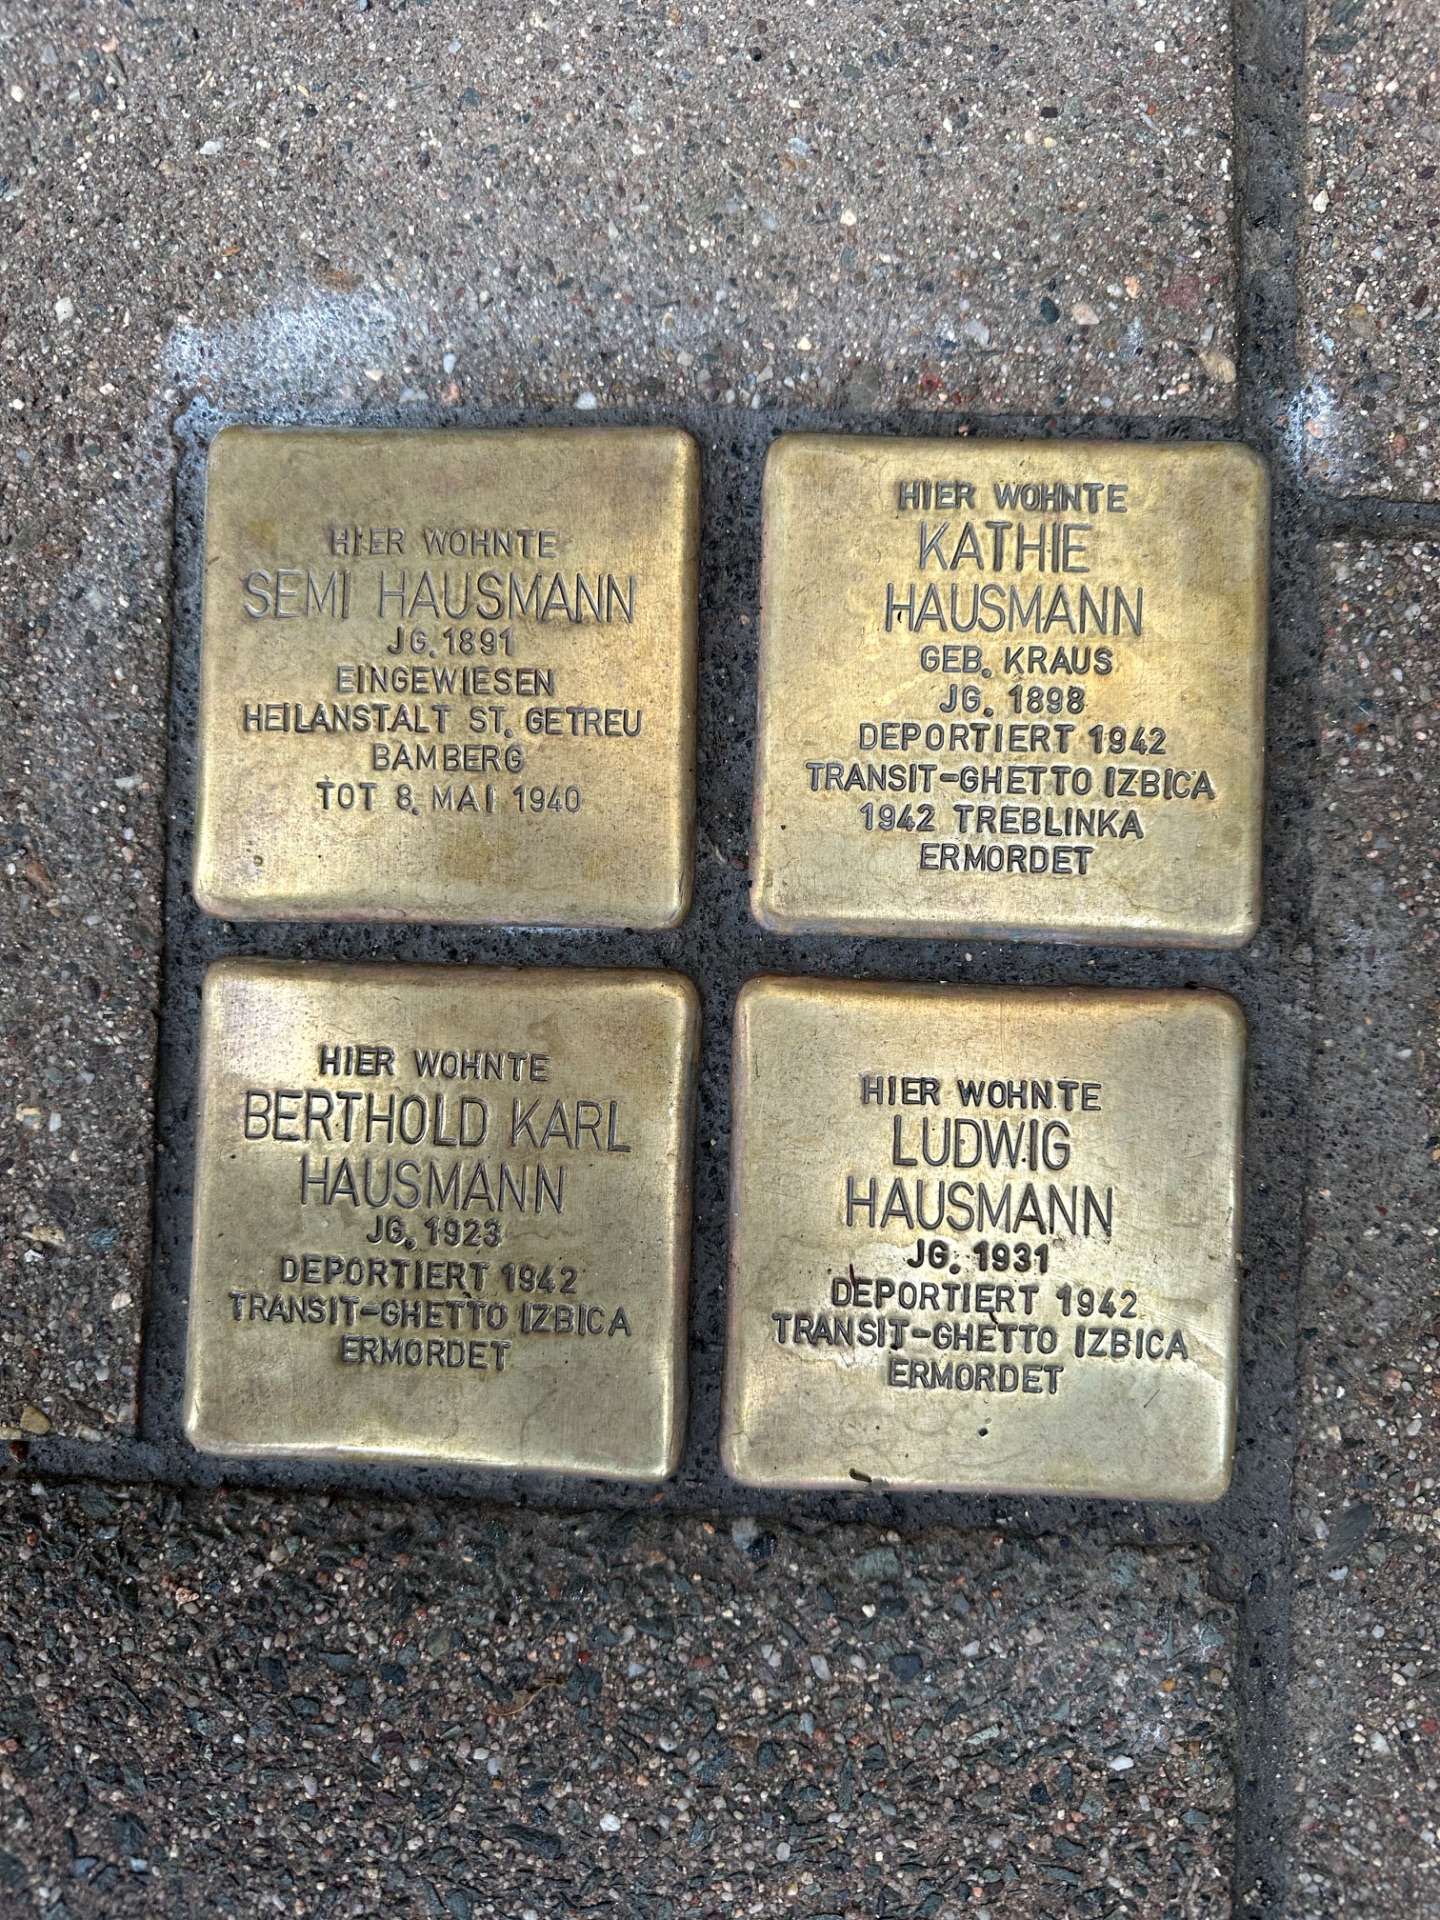 HIER WOHNTE
SEMI HAUSMANN
JG. 1891
EINGEWIESEN
HEILANSTALT ST. GETREU
BAMBERG
TOT 8. MAI 1940
HIER WOHNTE
KATHIE
HAUSMANN
GEB. KRAUS
JG. 1898
DEPORTIERT 1942
TRANSIT-GHETTO IZBICA
1942 TREBLINKA
ERMORDET
HIER WOHNTE
BERTHOLD KARL
HAUSMANN
JG. 1923
DEPORTIERT 1942
TRANSIT-GHETTO IZBICA
ERMORDET
HIER WOHNTE
LUDWIG
HAUSMANN
JG. 1931
DEPORTIERT 1942
TRANSIT-GHETTO IZBICA
ERMORDET